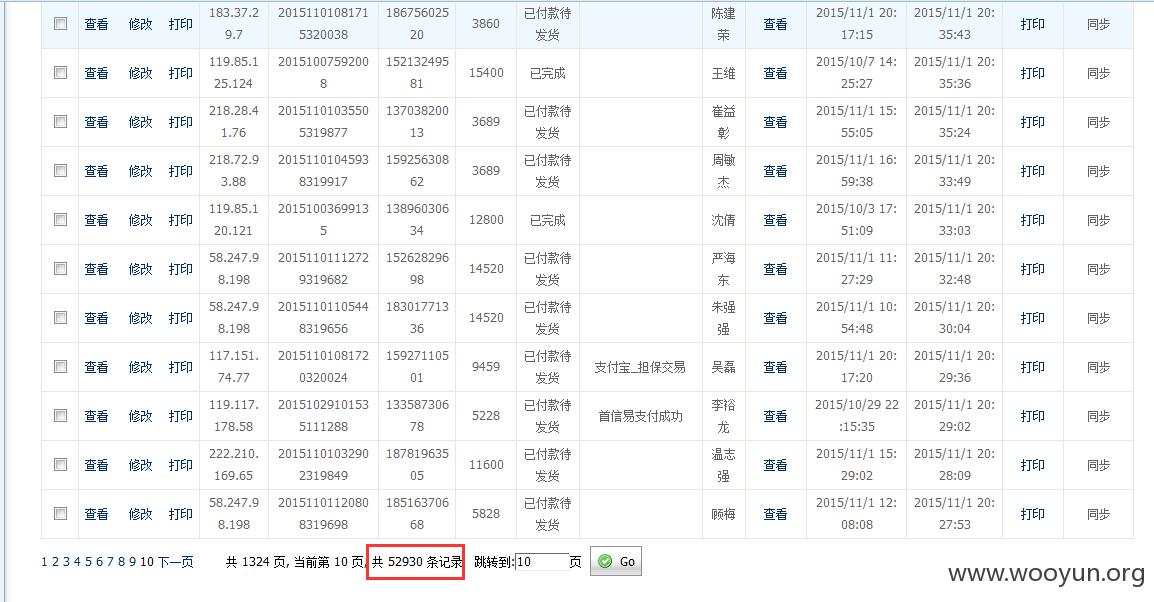 查看 修改 打印 183.37.29.7 20151101081715320038 18675602520 3860 已付款待发货 陈建荣 查看 2015/11/1 20:17:15 2015/11/1 20:35:43 打印 同步
查看 修改 打印 119.85.125.124 20151007592008 15213249581 15400 已完成 王维 查看 2015/10/7 14:25:27 2015/11/1 20:35:36 打印 同步
查看 修改 打印 218.28.41.76 20151101035505319877 13703820013 3689 已付款待发货 崔益彰 查看 2015/11/1 15:55:05 2015/11/1 20:35:24 打印 同步
查看 修改 打印 218.72.93.88 20151101045938319917 15925630862 3689 已付款待发货 周敏杰 查看 2015/11/1 16:59:38 2015/11/1 20:33:49 打印 同步
查看 修改 打印 119.85.120.121 20151003699135 13896030634 12800 已完成 沈倩 查看 2015/10/3 17:51:09 2015/11/1 20:33:03 打印 同步
查看 修改 打印 58.247.98.198 20151101112729319682 15262829698 14520 已付款待发货 严海东 查看 2015/11/1 11:27:29 2015/11/1 20:32:48 打印 同步
查看 修改 打印 58.247.98.198 20151101105448319656 18301771336 14520 已付款待发货 朱强强 查看 2015/11/1 10:54:48 2015/11/1 20:30:04 打印 同步
查看 修改 打印 117.151.74.77 20151101081720320024 15927110501 9459 已付款待发货 支付宝_担保交易 吴磊 查看 2015/11/1 20:17:20 2015/11/1 20:29:36 打印 同步
查看 修改 打印 119.117.178.58 20151029101535111288 13358730678 5228 已付款待发货 首信易支付成功 李裕龙 查看 2015/10/29 22:15:35 2015/11/1 20:29:02 打印 同步
查看 修改 打印 222.210.169.65 20151101032902319849 18781963505 11600 已付款待发货 温志强 查看 2015/11/1 15:29:02 2015/11/1 20:28:09 打印 同步
查看 修改 打印 58.247.98.198 20151101120808319698 18516370668 5828 已付款待发货 顾梅 查看 2015/11/1 12:08:08 2015/11/1 20:27:53 打印 同步
1 2 3 4 5 6 7 8 9 10 下一页 共 1324 页, 当前第 10 页, 共 52930 条记录 跳转到: 10 页 Go
www.wooyun.org